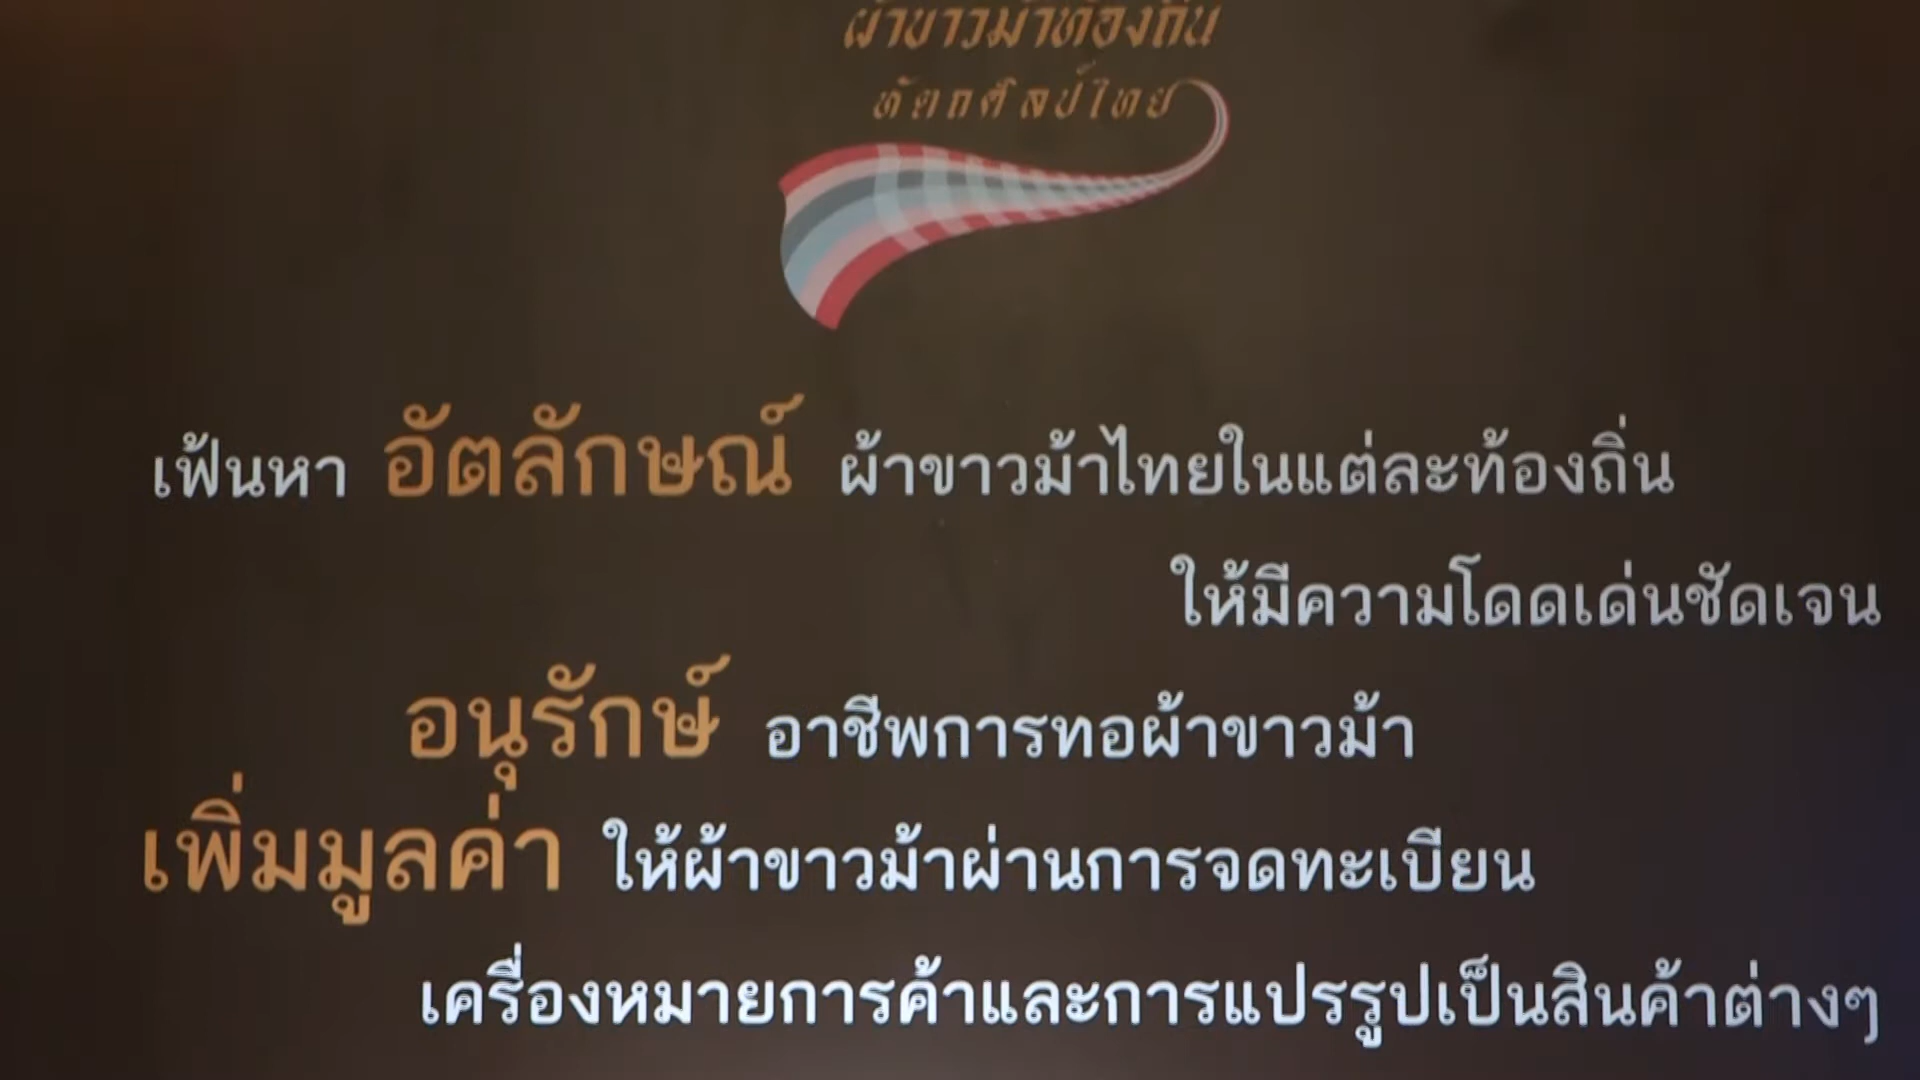 ผ้าขาวม้าท้องถิ่น
หัตถศิลป์ไทย
เฟ้นหา อัตลักษณ์ ผ้าขาวม้าไทยในแต่ละท้องถิ่น
ให้มีความโดดเด่นชัดเจน
อนุรักษ์ อาชีพการทอผ้าขาวม้า
เพิ่มมูลค่า ให้ผ้าขาวม้าผ่านการจดทะเบียน
เครื่องหมายการค้าและการแปรรูปเป็นสินค้าต่างๆ